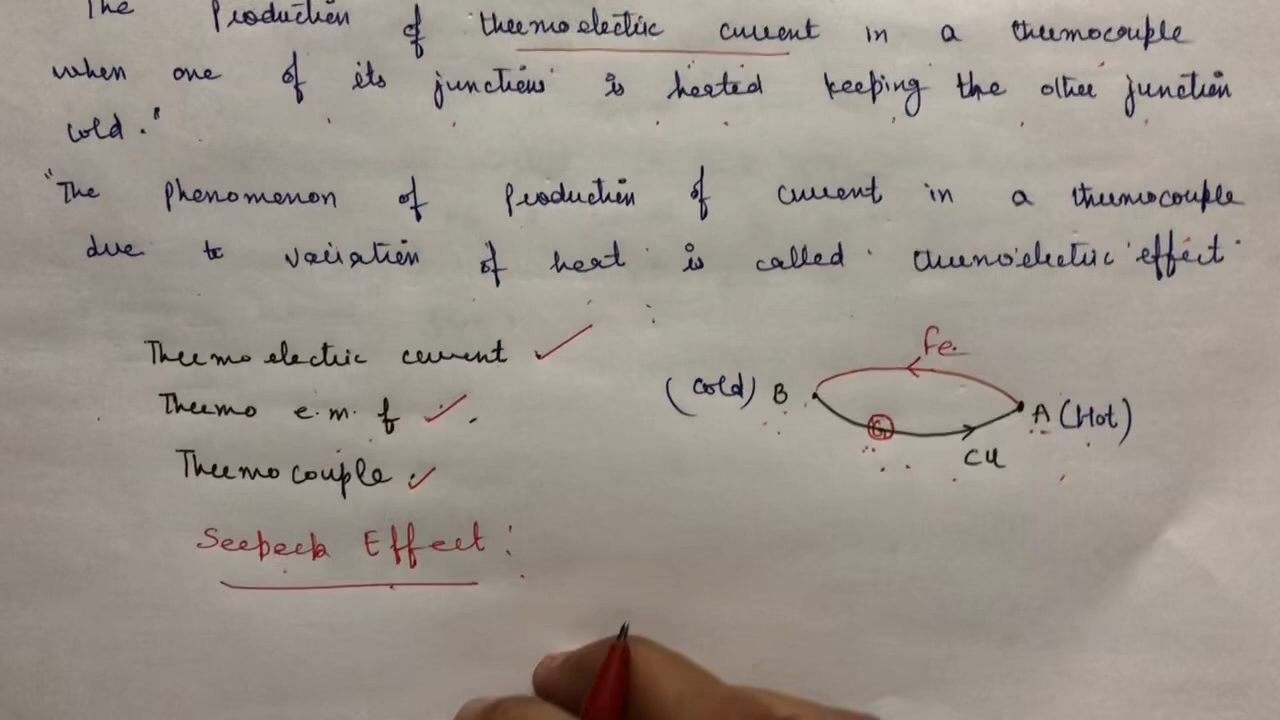 The Production of thermoelectric current in a thermocouple
when one of its junctions is heated keeping the other junction
cold."
"The phenomenon of production of current in a thermocouple
due to variation of heat is called thermoelectric effect
Thermo electric current
Thermo e.m.f
Thermocouple
Seebeck Effect:
Fe
(cold) B
G
A (Hot)
Cu